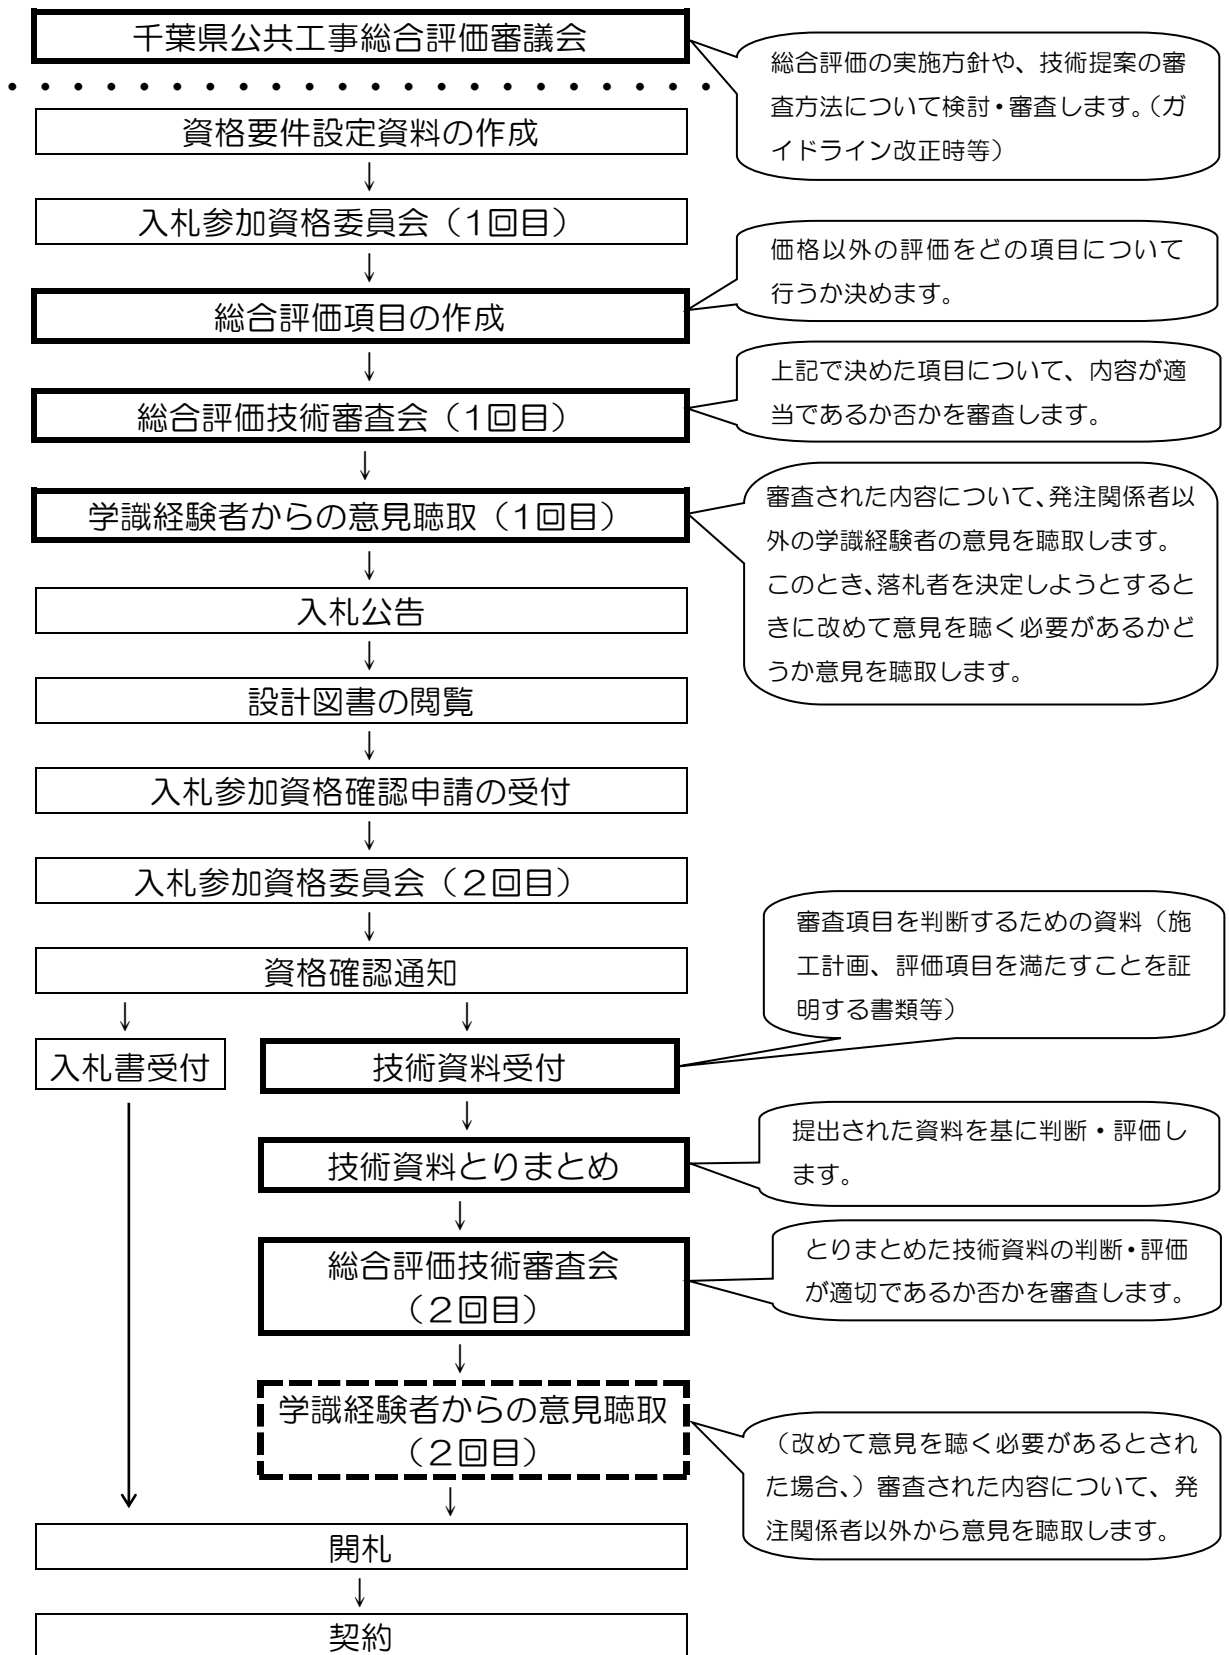 千葉県公共工事総合評価審議会
総合評価の実施方針や、技術提案の審
査方法について検討・審査します。（ガ
イドライン改正時等）
資格要件設定資料の作成
↓
入札参加資格委員会（1回目）
↓
価格以外の評価をどの項目について
行うか決めます。
総合評価項目の作成
↓
上記で決めた項目について、内容が適
当であるか否かを審査します。
総合評価技術審査会（1回目）
↓
学識経験者からの意見聴取（1回目）
審査された内容について、発注関係者以
外の学識経験者の意見を聴取します。
このとき、落札者を決定しようとすると
きに改めて意見を聴く必要があるかど
うか意見を聴取します。
↓
入札公告
↓
設計図書の閲覧
↓
入札参加資格確認申請の受付
↓
入札参加資格委員会（２回目）
↓
資格確認通知
↓ ↓
審査項目を判断するための資料（施
工計画、評価項目を満たすことを証
明する書類等）
入札書受付
技術資料受付
↓
提出された資料を基に判断・評価し
ます。
技術資料とりまとめ
↓
とりまとめた技術資料の判断・評価
が適切であるか否かを審査します。
総合評価技術審査会
（２回目）
↓
学識経験者からの意見聴取
（２回目）
（改めて意見を聴く必要があるとされ
た場合、）審査された内容について、発
注関係者以外から意見を聴取します。
↓
開札
↓
契約